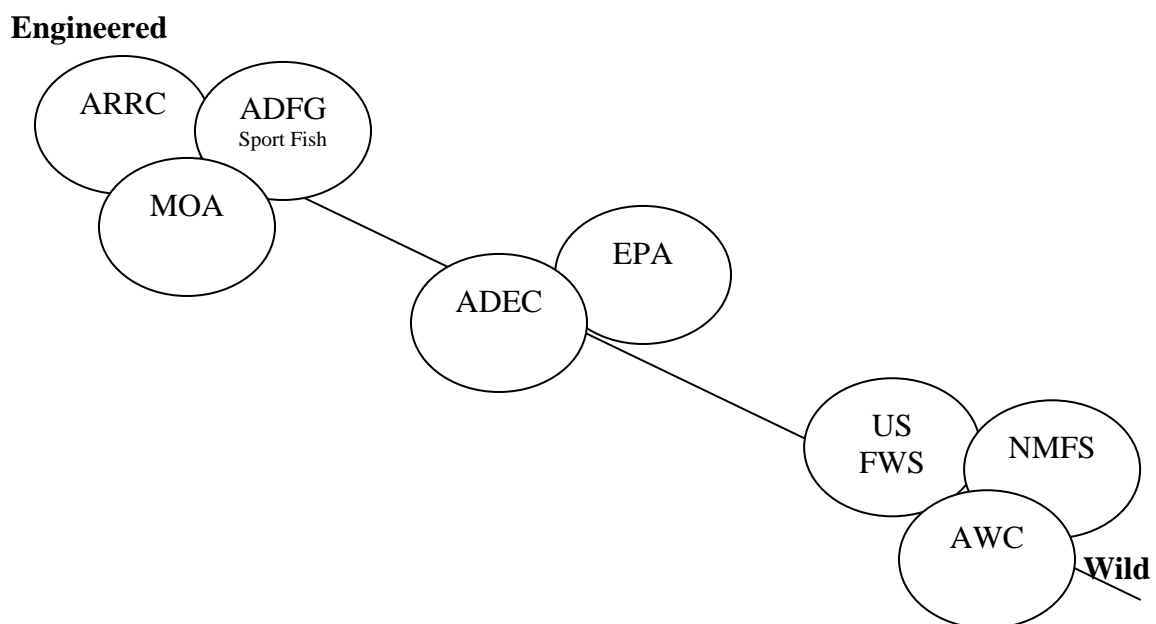 Engineered
ARRC
ADFG
Sport Fish
MOA
EPA
ADEC
US
FWS
NMFS
AWC
Wild